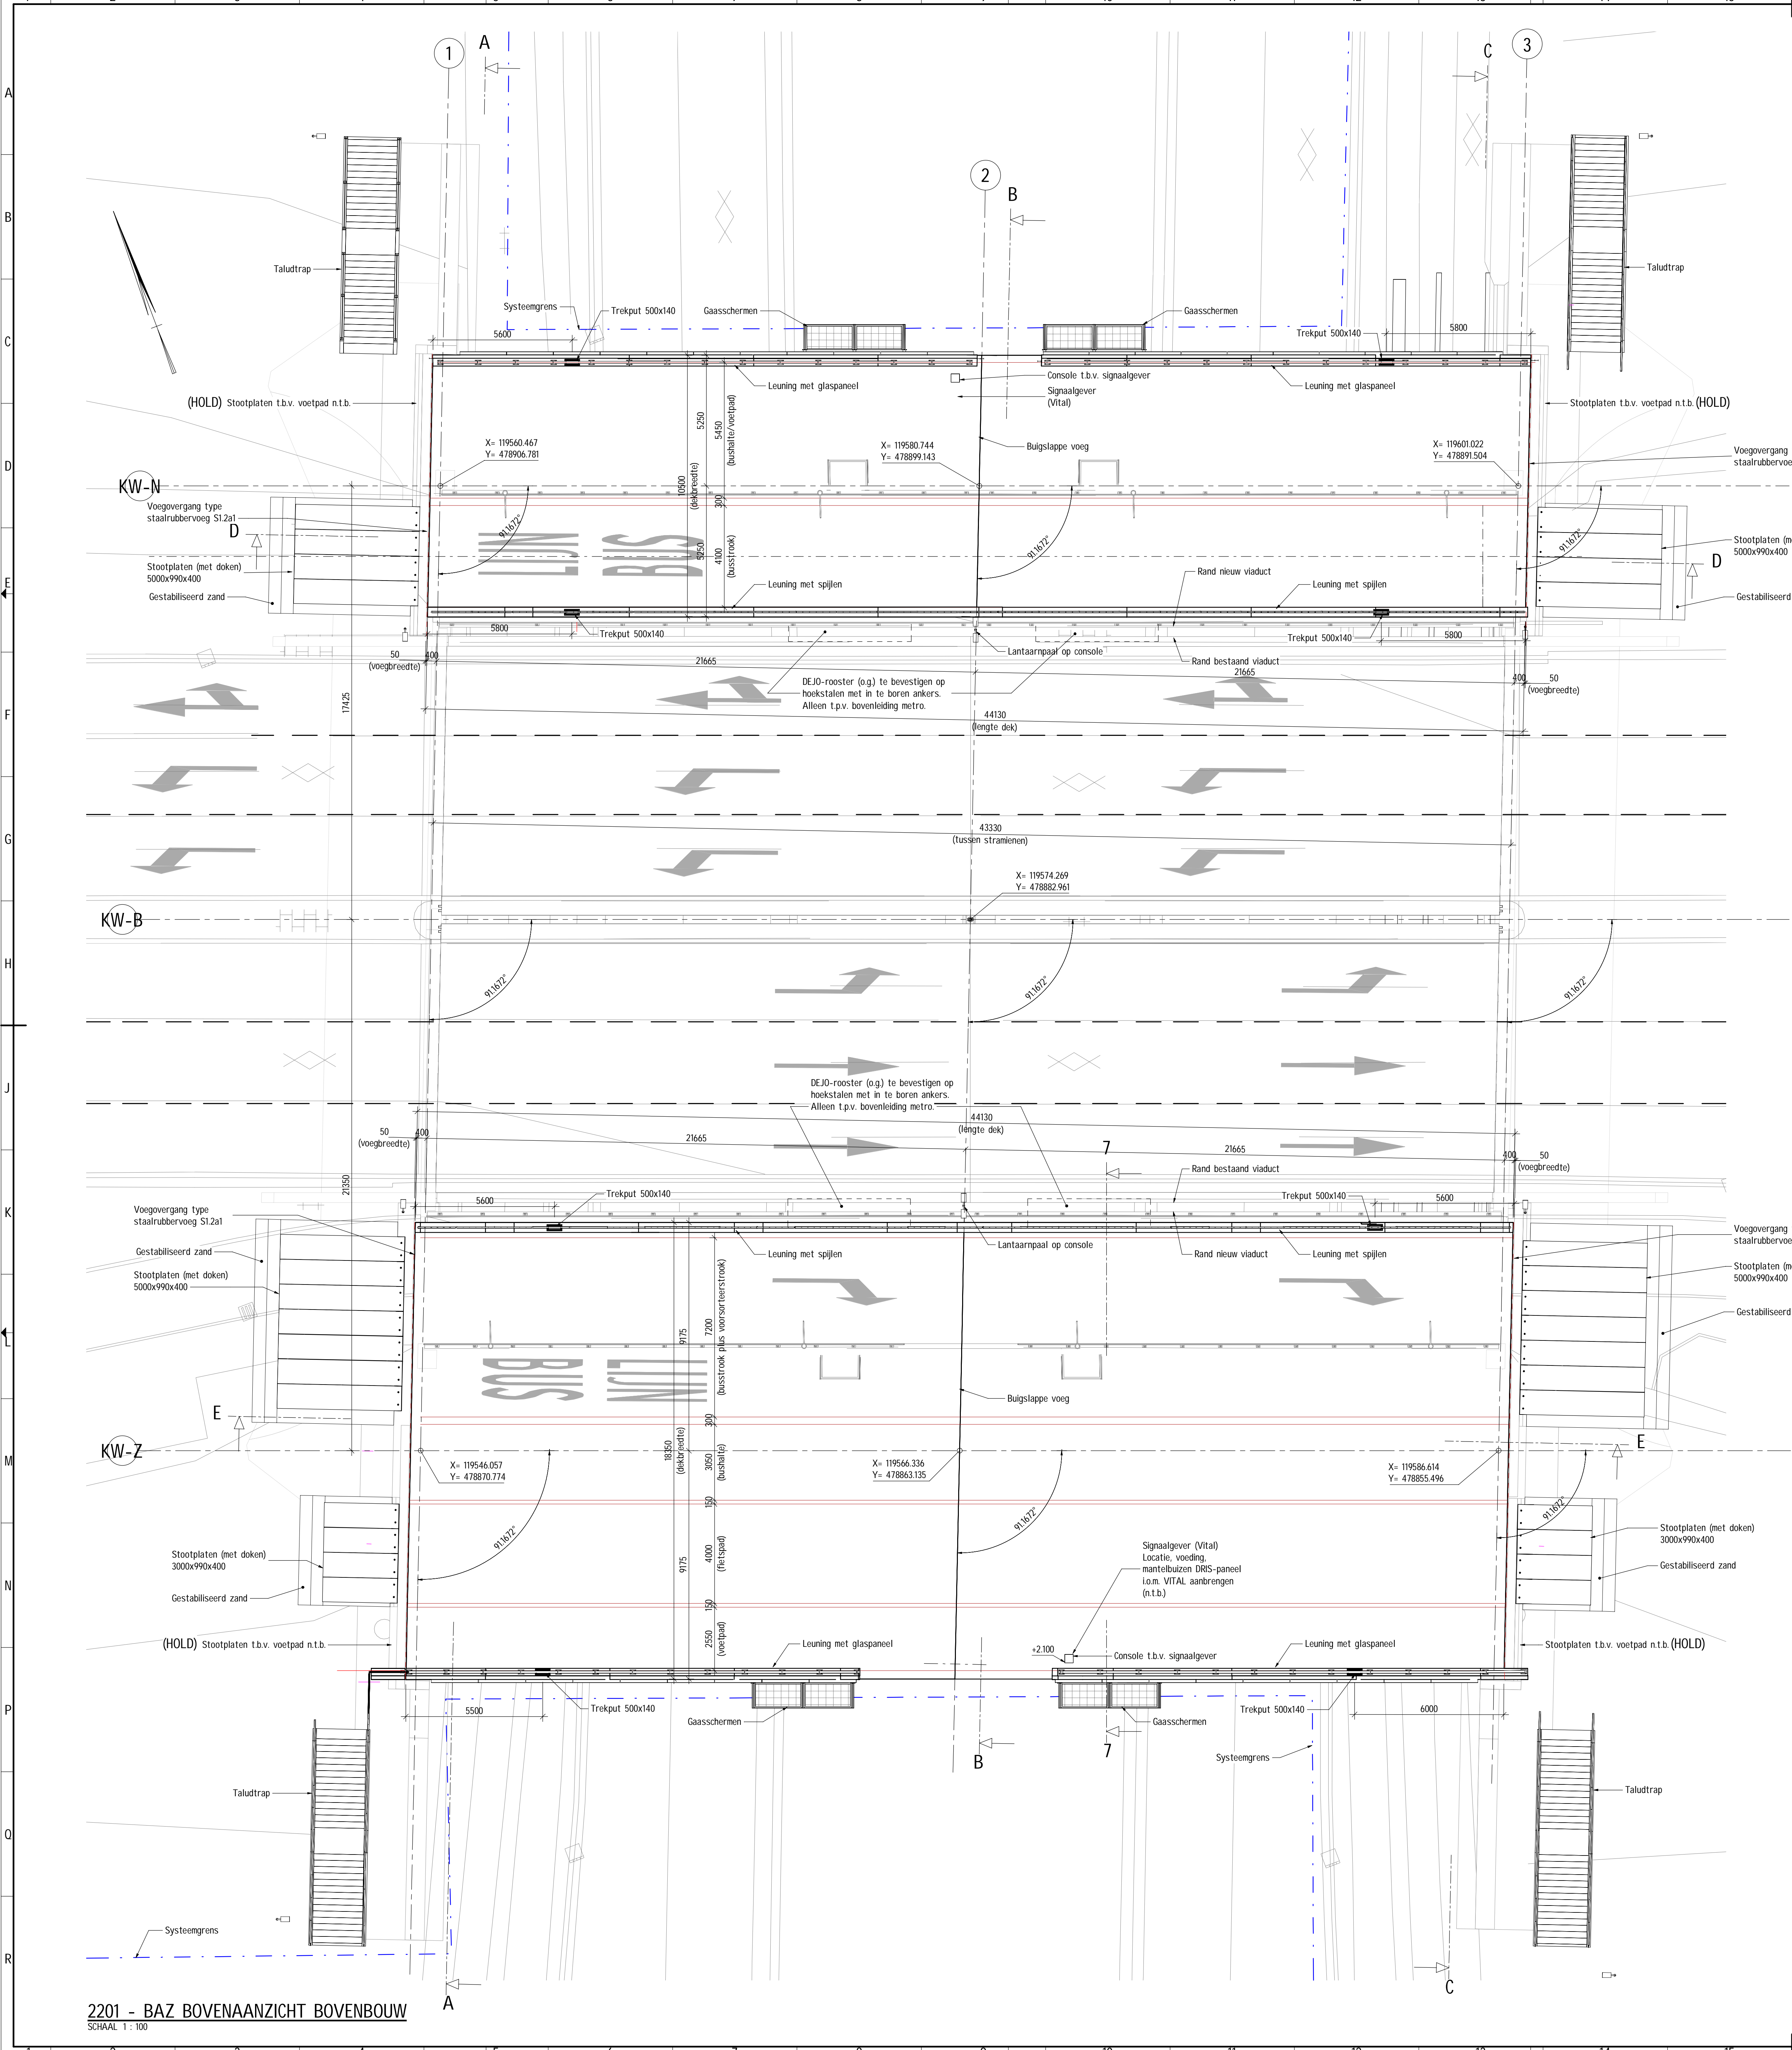 1
A
C
3
2
B
Taludtrap
Taludtrap
Systeemgrens
Trekput 500x140
Gaasschermen
Gaasschermen
Trekput 500x140
5600
5800
Leuning met glaspaneel
Console t.b.v. signaalgever
Signaalgever
(Vital)
Leuning met glaspaneel
(HOLD) Stootplaten t.b.v. voetpad n.t.b.
Stootplaten t.b.v. voetpad n.t.b. (HOLD)
5250
5450
(bushalte/voetpad)
X= 119560.467
Y= 478906.781
X= 119580.744
Y= 478899.143
Buigslappe voeg
X= 119601.022
Y= 478891.504
Voegovergang
staalrubbervoe
KW-N
10500
(dekbreedte)
300
Voegovergang type
staalrubbervoeg S1.2a1
D
91.1672°
91.1672°
91.1672°
LIJN
BUS
5250
4100
(busstrook)
Stootplaten (met doken)
5000x990x400
Gestabiliseerd zand
Leuning met spijlen
Rand nieuw viaduct
Leuning met spijlen
Stootplaten (m
5000x990x400
D
Gestabiliseerd
5800
Trekput 500x140
Trekput 500x140
5800
Lantaarnpaal op console
Rand bestaand viaduct
50
(voegbreedte)
400
21665
21665
400
50
(voegbreedte)
DEJO-rooster (o.g.) te bevestigen op
hoekstalen met in te boren ankers.
Alleen t.p.v. bovenleiding metro.
17425
44130
(lengte dek)
43330
(tussen stramienen)
X= 119574.269
Y= 478882.961
KW-B
91.1672°
91.1672°
91.1672°
DEJO-rooster (o.g.) te bevestigen op
hoekstalen met in te boren ankers.
Alleen t.p.v. bovenleiding metro.
44130
(lengte dek)
50
(voegbreedte)
400
21665
21665
400
50
(voegbreedte)
7
Rand bestaand viaduct
21350
5600
Trekput 500x140
Trekput 500x140
5600
Voegovergang type
staalrubbervoeg S1.2a1
Lantaarnpaal op console
Leuning met spijlen
Rand nieuw viaduct
Leuning met spijlen
Voegovergang
staalrubbervoe
Gestabiliseerd zand
Stootplaten (met doken)
5000x990x400
Stootplaten (m
5000x990x400
Gestabiliseerd
9175
7200
(busstrook plus voorsorteerstrook)
BUS
LIJN
Buigslappe voeg
E
300
E
KW-Z
18350
(dekbreedte)
3050
(bushalte)
X= 119546.057
Y= 478870.774
X= 119566.336
Y= 478863.135
X= 119586.614
Y= 478855.496
150
91.1672°
91.1672°
91.1672°
9175
4000
(fietspad)
Stootplaten (met doken)
3000x990x400
Gestabiliseerd zand
Signaalgever (Vital)
Locatie, voeding,
mantelbuizen DRIS-paneel
i.o.m. VITAL aanbrengen
(n.t.b.)
Stootplaten (met doken)
3000x990x400
Gestabiliseerd zand
150
2550
(voetpad)
(HOLD) Stootplaten t.b.v. voetpad n.t.b.
Leuning met glaspaneel
+2.100
Console t.b.v. signaalgever
Leuning met glaspaneel
Stootplaten t.b.v. voetpad n.t.b. (HOLD)
5500
Trekput 500x140
Gaasschermen
Gaasschermen
Trekput 500x140
6000
B
7
Systeemgrens
Taludtrap
Taludtrap
Systeemgrens
A
C
2201 - BAZ BOVENAANZICHT BOVENBOUW
SCHAAL 1 : 100
A
B
C
D
E
F
G
H
J
K
L
M
N
P
Q
R